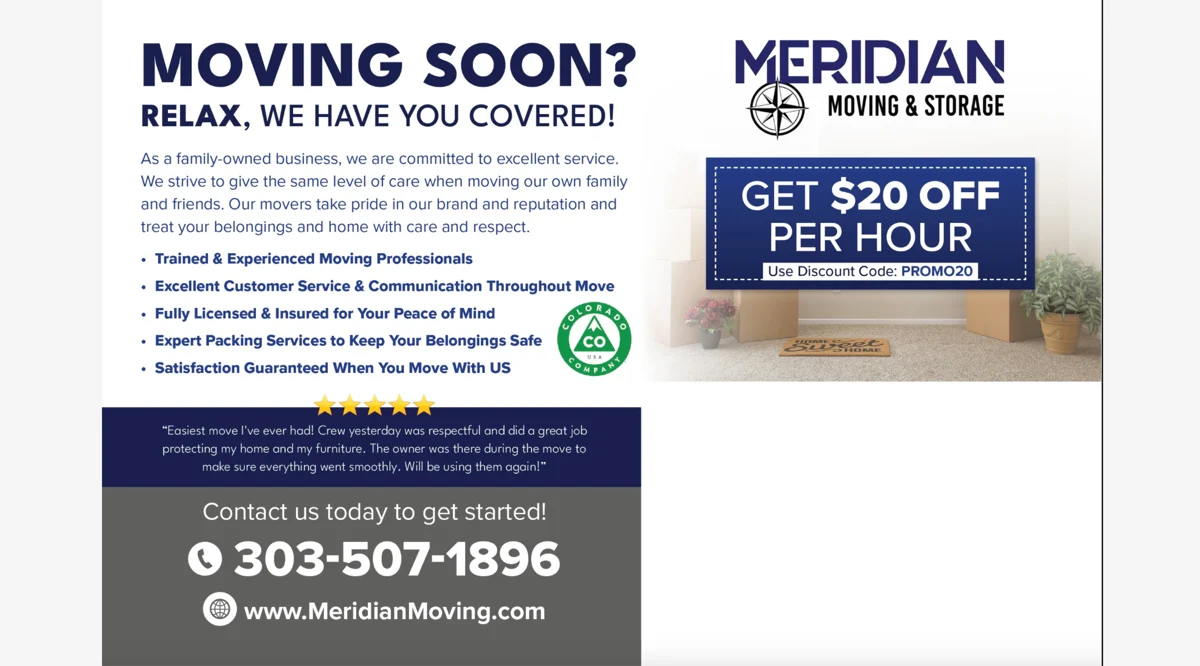 MOVING SOON?
RELAX, WE HAVE YOU COVERED!
As a family-owned business, we are committed to excellent service.
We strive to give the same level of care when moving our own family
and friends. Our movers take pride in our brand and reputation and
treat your belongings and home with care and respect.
• Trained & Experienced Moving Professionals
• Excellent Customer Service & Communication Throughout Move
• Fully Licensed & Insured for Your Peace of Mind
• Expert Packing Services to Keep Your Belongings Safe
• Satisfaction Guaranteed When You Move With US
COLORADO
CO
USA
COMPANY
“Easiest move I've ever had! Crew yesterday was respectful and did a great job
protecting my home and my furniture. The owner was there during the move to
make sure everything went smoothly. Will be using them again!”
Contact us today to get started!
303-507-1896
www.MeridianMoving.com
MERIDIAN
MOVING & STORAGE
GET $20 OFF
PER HOUR
Use Discount Code: PROMO20
HOME
Sweet
HOME